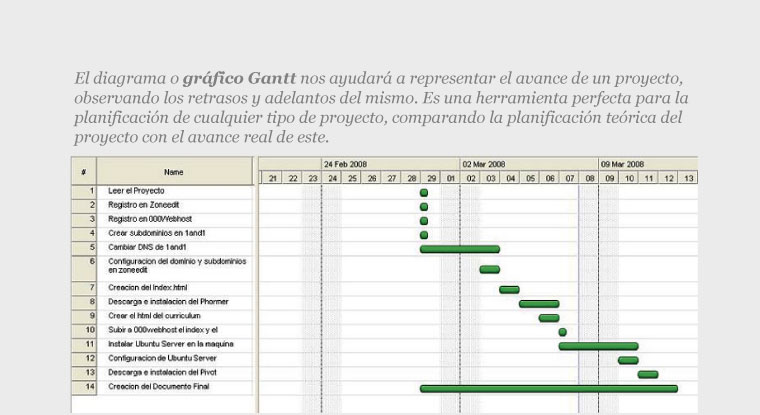 El diagrama o gráfico Gantt nos ayudará a representar el avance de un proyecto,
observando los retrasos y adelantos del mismo. Es una herramienta perfecta para la
planificación de cualquier tipo de proyecto, comparando la planificación teórica del
proyecto con el avance real de este.
# Name 24 Feb 2008 02 Mar 2008 09 Mar 2008
21 22 23 24 25 26 27 28 29 01 02 03 04 05 06 07 08 09 10 11 12 13
1 Leer el Proyecto
2 Registro en Zoneedit
3 Registro en 000Webhost
4 Crear subdominios en 1and1
5 Cambiar DNS de 1and1
6 Configuracion del dominio y subdominios
en zoneedit
7 Creacion del Index.html
8 Descarga e instalacion del Phormer
9 Crear el html del curriculum
10 Subir a 000webhost el index y el
11 Instalar Ubuntu Server en la maquina
12 Configuracion de Ubuntu Server
13 Descarga e instalacion del Pivot
14 Creacion del Documento Final